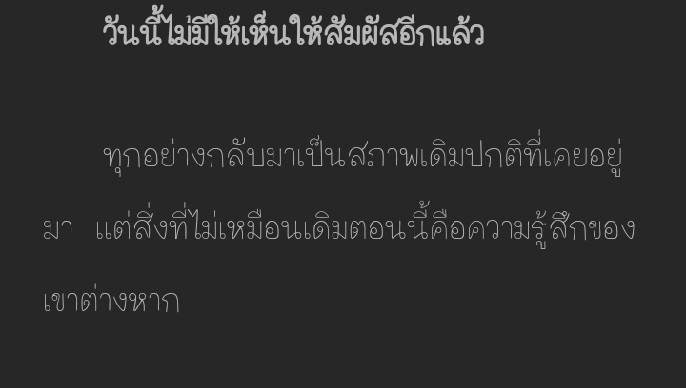 วันนี้ไม่มีให้เห็นให้สัมผัสอีกแล้ว
ทุกอย่างกลับมาเป็นสภาพเดิมปกติที่เคยอยู่
มา แต่สิ่งที่ไม่เหมือนเดิมตอนนี้คือความรู้สึกของ
เขาต่างหาก